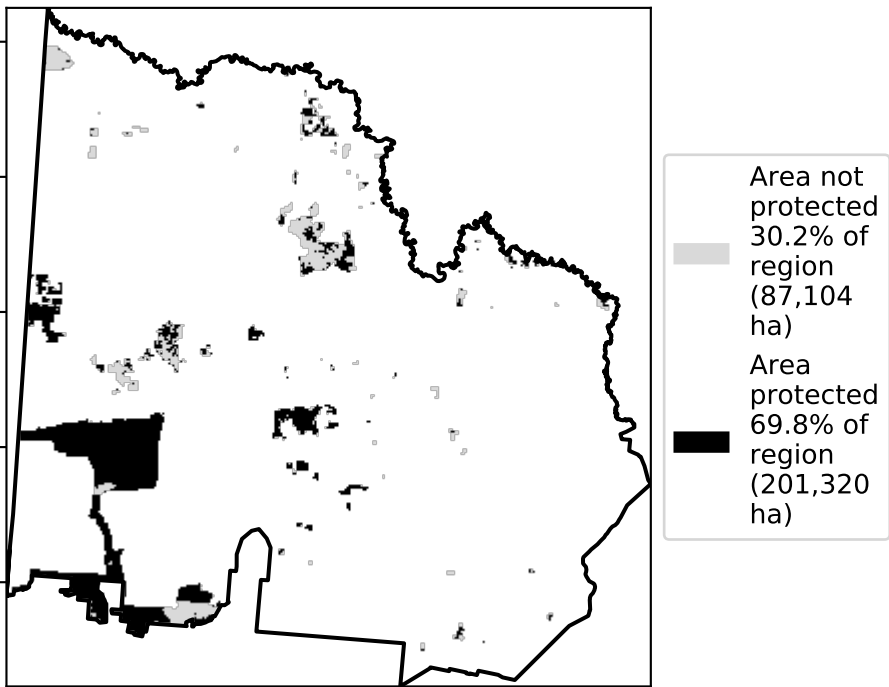 Area not
protected
30.2% of
region
(87,104
ha)
Area
protected
69.8% of
region
(201,320
ha)